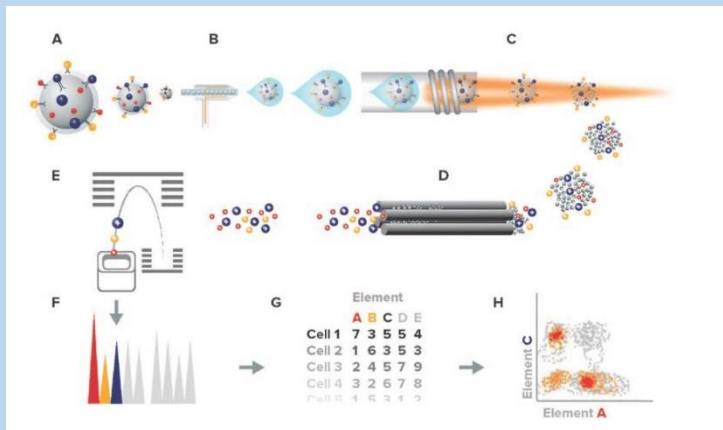 A
B
C
E
D
F
G
H
Element
A B C D E
Cell 1 7 3 5 5 4
Cell 2 1 6 3 5 3
Cell 3 2 4 5 7 9
Cell 4 3 2 6 7 8
Element C
Element A